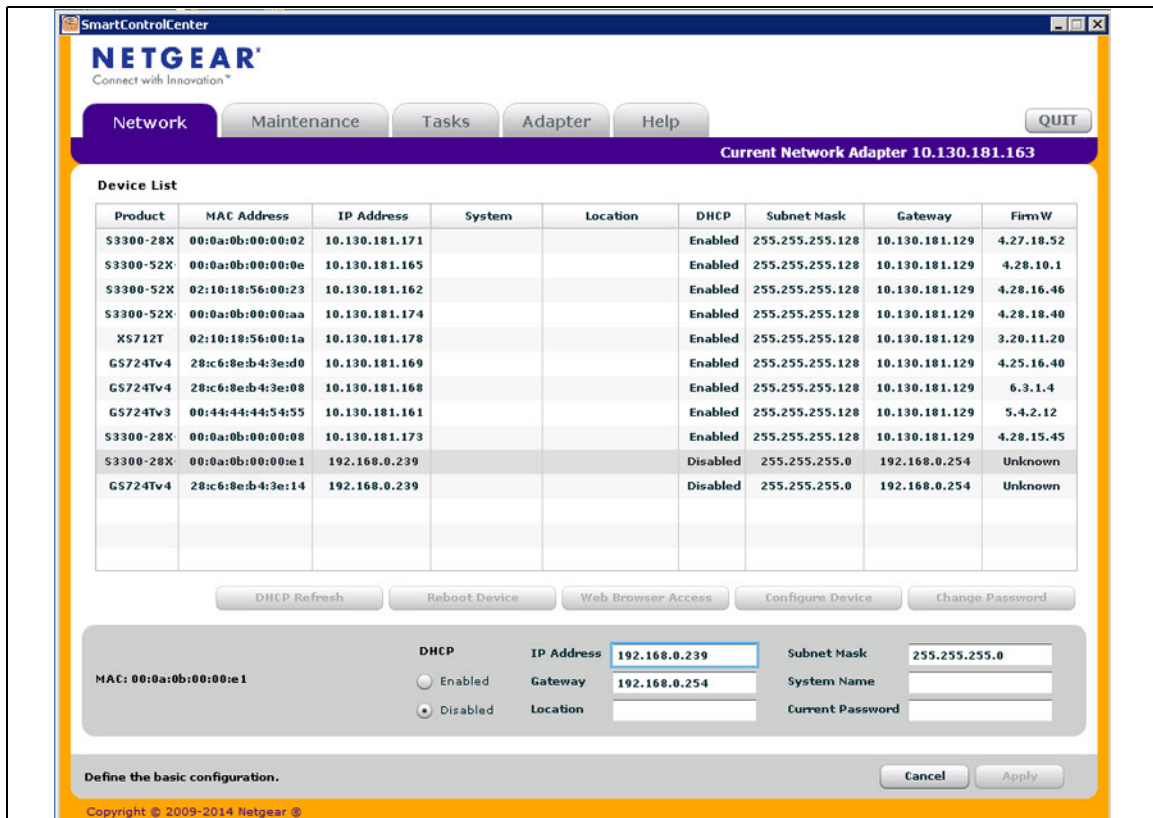 SmartControlCenter
NETGEAR®
Connect with Innovation™
Network Maintenance Tasks Adapter Help QUIT
Current Network Adapter 10.130.181.163
Device List
Product MAC Address IP Address System Location DHCP Subnet Mask Gateway FirmW
S3300-28X 00:0a:0b:00:00:02 10.130.181.171 Enabled 255.255.255.128 10.130.181.129 4.27.18.52
S3300-52X- 00:0a:0b:00:00:0e 10.130.181.165 Enabled 255.255.255.128 10.130.181.129 4.28.10.1
S3300-52X 02:10:18:56:00:23 10.130.181.162 Enabled 255.255.255.128 10.130.181.129 4.28.16.46
S3300-52X- 00:0a:0b:00:00:aa 10.130.181.174 Enabled 255.255.255.128 10.130.181.129 4.28.18.40
XS712T 02:10:18:56:00:1a 10.130.181.178 Enabled 255.255.255.128 10.130.181.129 3.20.11.20
GS724Tv4 28:c6:8e:b4:3e:d0 10.130.181.169 Enabled 255.255.255.128 10.130.181.129 4.25.16.40
GS724Tv4 28:c6:8e:b4:3e:08 10.130.181.168 Enabled 255.255.255.128 10.130.181.129 6.3.1.4
GS724Tv3 00:44:44:44:54:55 10.130.181.161 Enabled 255.255.255.128 10.130.181.129 5.4.2.12
S3300-28X- 00:0a:0b:00:00:08 10.130.181.173 Enabled 255.255.255.128 10.130.181.129 4.28.15.45
S3300-28X- 00:0a:0b:00:00:e1 192.168.0.239 Disabled 255.255.255.0 192.168.0.254 Unknown
GS724Tv4 28:c6:8e:b4:3e:14 192.168.0.239 Disabled 255.255.255.0 192.168.0.254 Unknown
DHCP Refresh Reboot Device Web Browser Access Configure Device Change Password
DHCP IP Address 192.168.0.239 Subnet Mask 255.255.255.0
MAC: 00:0a:0b:00:00:e1 Enabled Gateway 192.168.0.254 System Name
Disabled Location Current Password
Define the basic configuration. Cancel Apply
Copyright © 2009-2014 Netgear ®